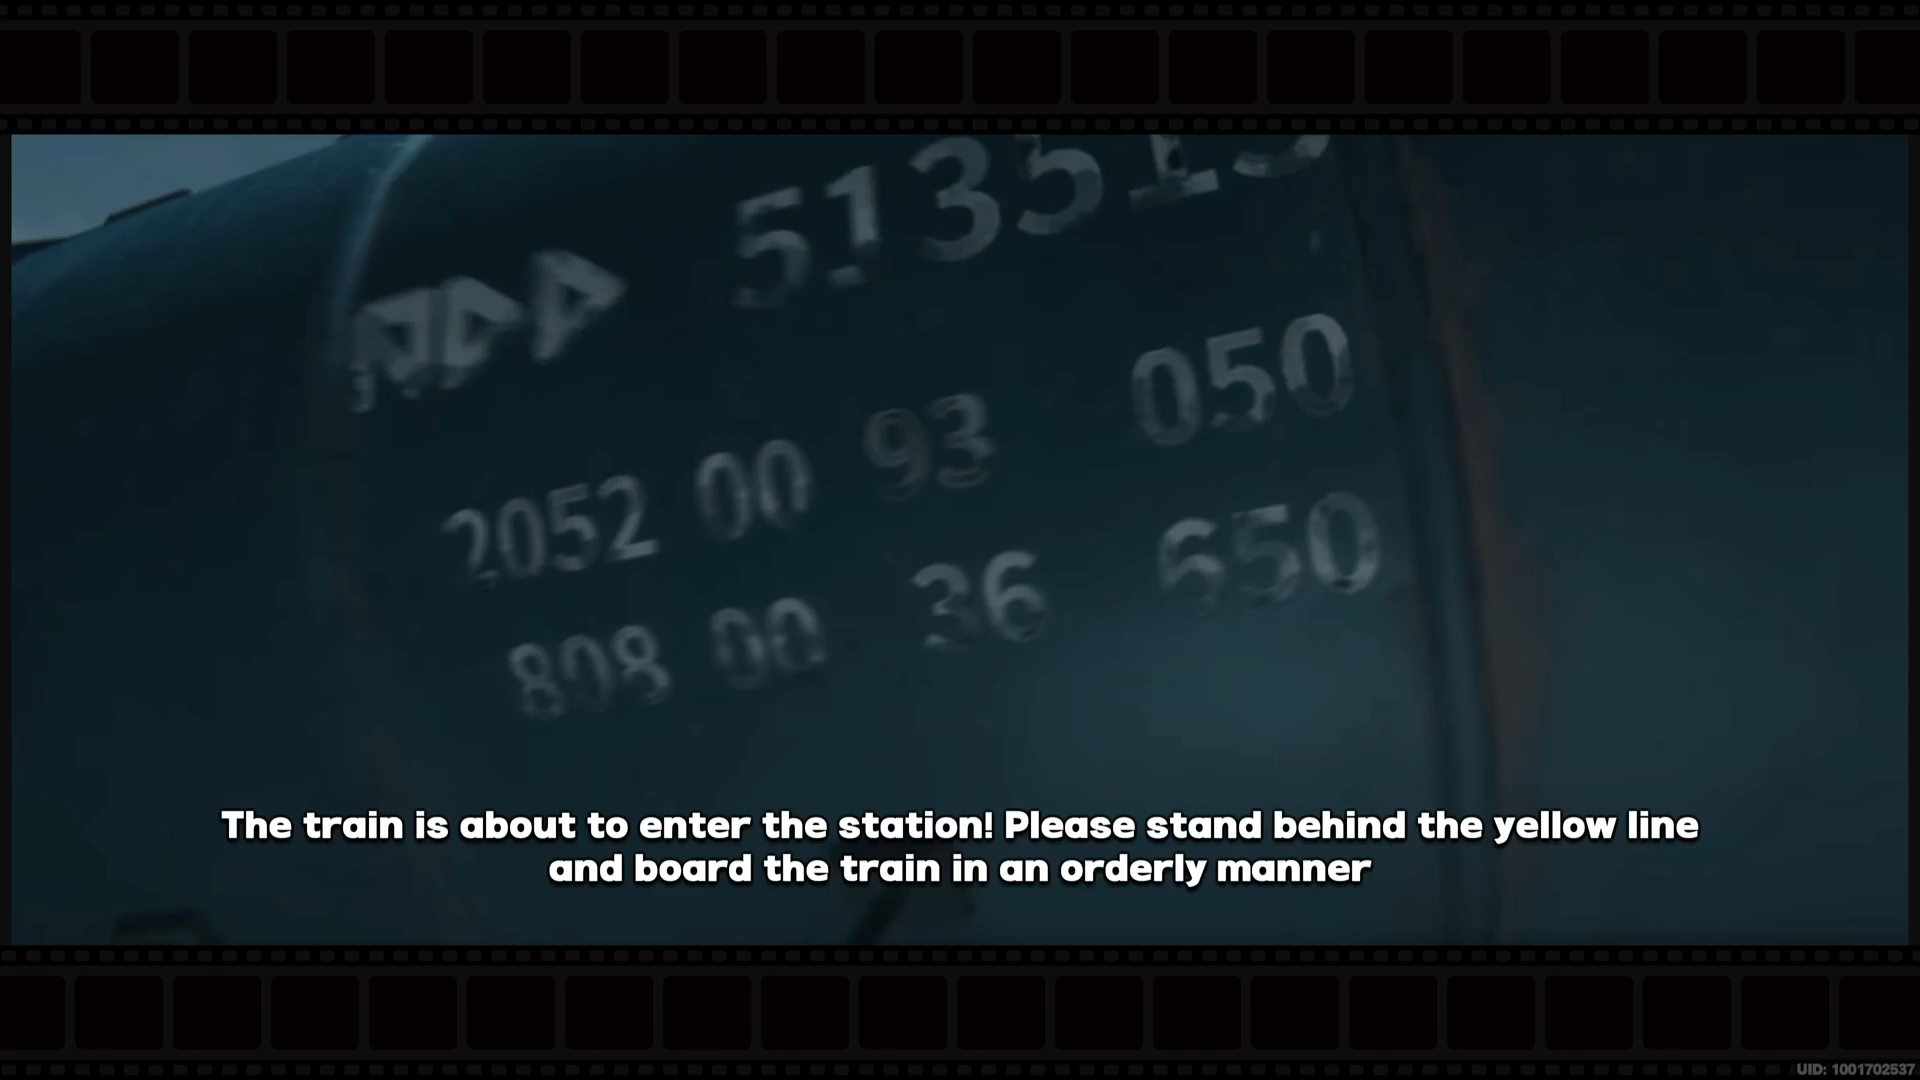 513513
2052 00 93 050
808 00 36 650
The train is about to enter the station! Please stand behind the yellow line
and board the train in an orderly manner
UID: 1001702537